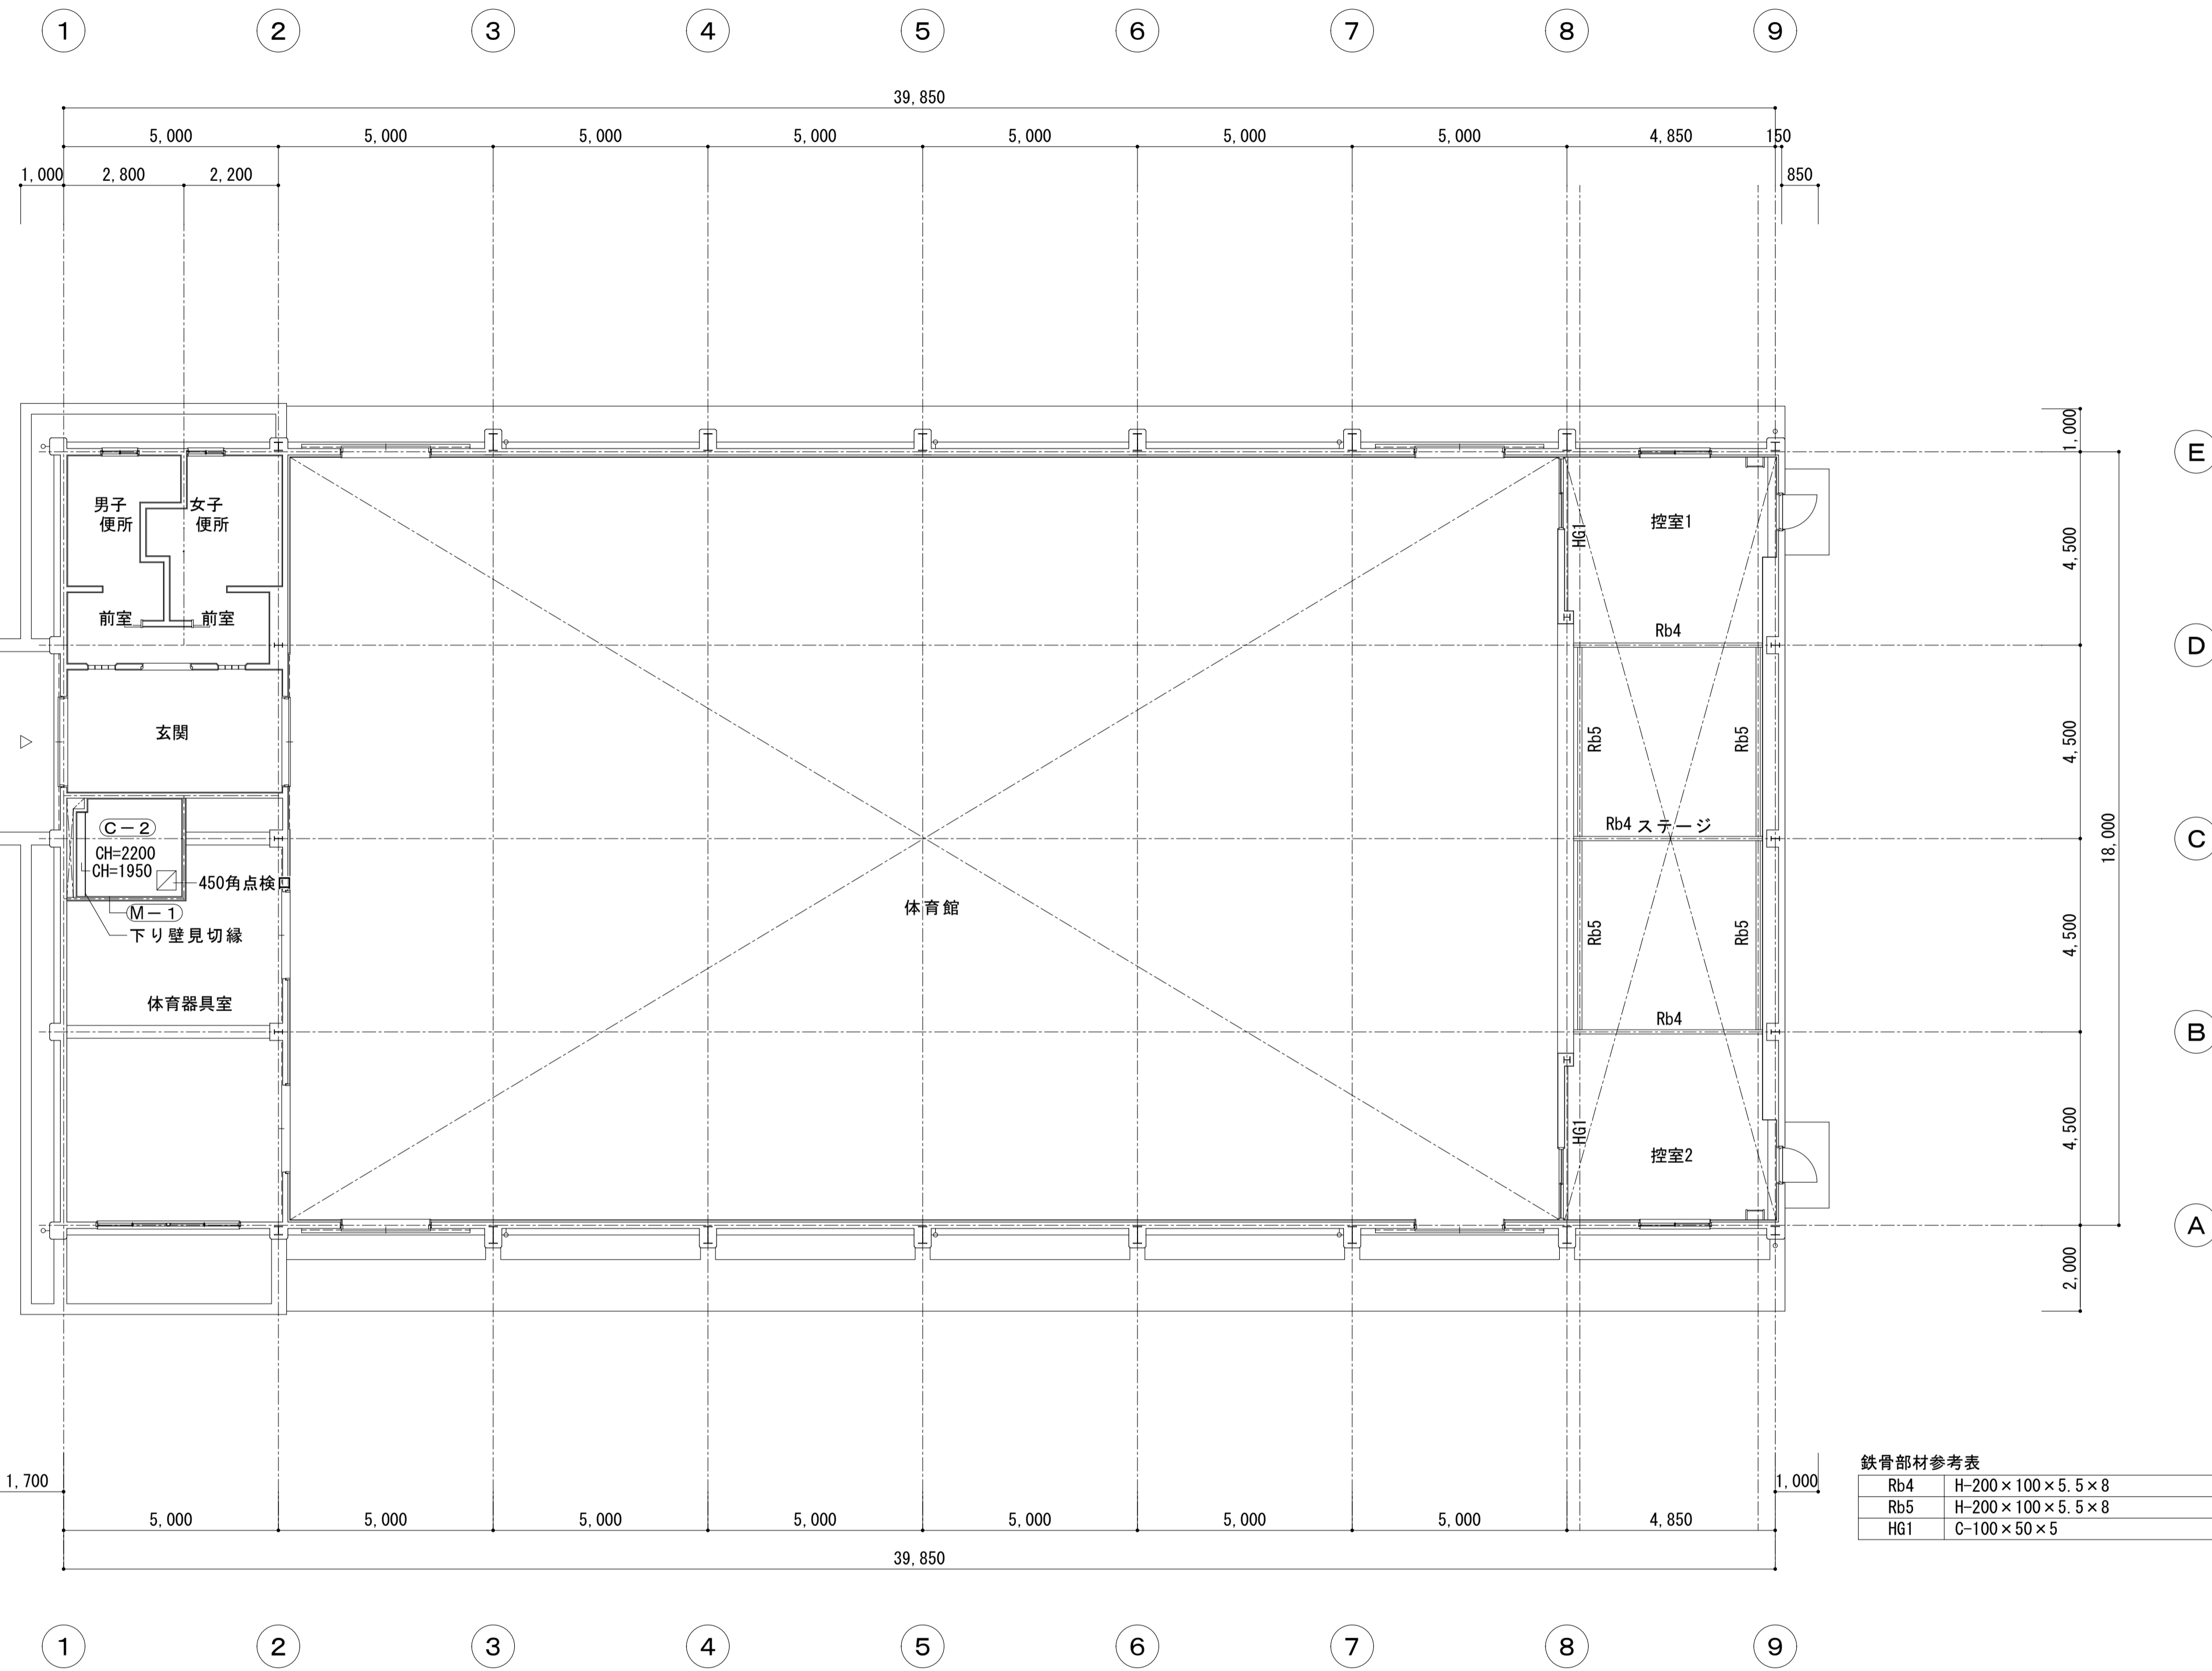 1 2 3 4 5 6 7 8 9
39,850
5,000 5,000 5,000 5,000 5,000 5,000 5,000 4,850 150
1,000 2,800 2,200 850
1,000
E
男子
便所
女子
便所
控室1
HG1
4,500
前室 前室
Rb4
D
玄関
Rb5 Rb5
4,500
C-2
CH=2200
CH=1950
450角点検口
M-1
下り壁見切縁
Rb4 ステージ
C
18,000
体育館
Rb5 Rb5
4,500
体育器具室
Rb4
B
HG1
控室2
4,500
A
2,000
1,700 1,000
5,000 5,000 5,000 5,000 5,000 5,000 5,000 4,850
39,850
鉄骨部材参考表
Rb4 H-200×100×5.5×8
Rb5 H-200×100×5.5×8
HG1 C-100×50×5
1 2 3 4 5 6 7 8 9